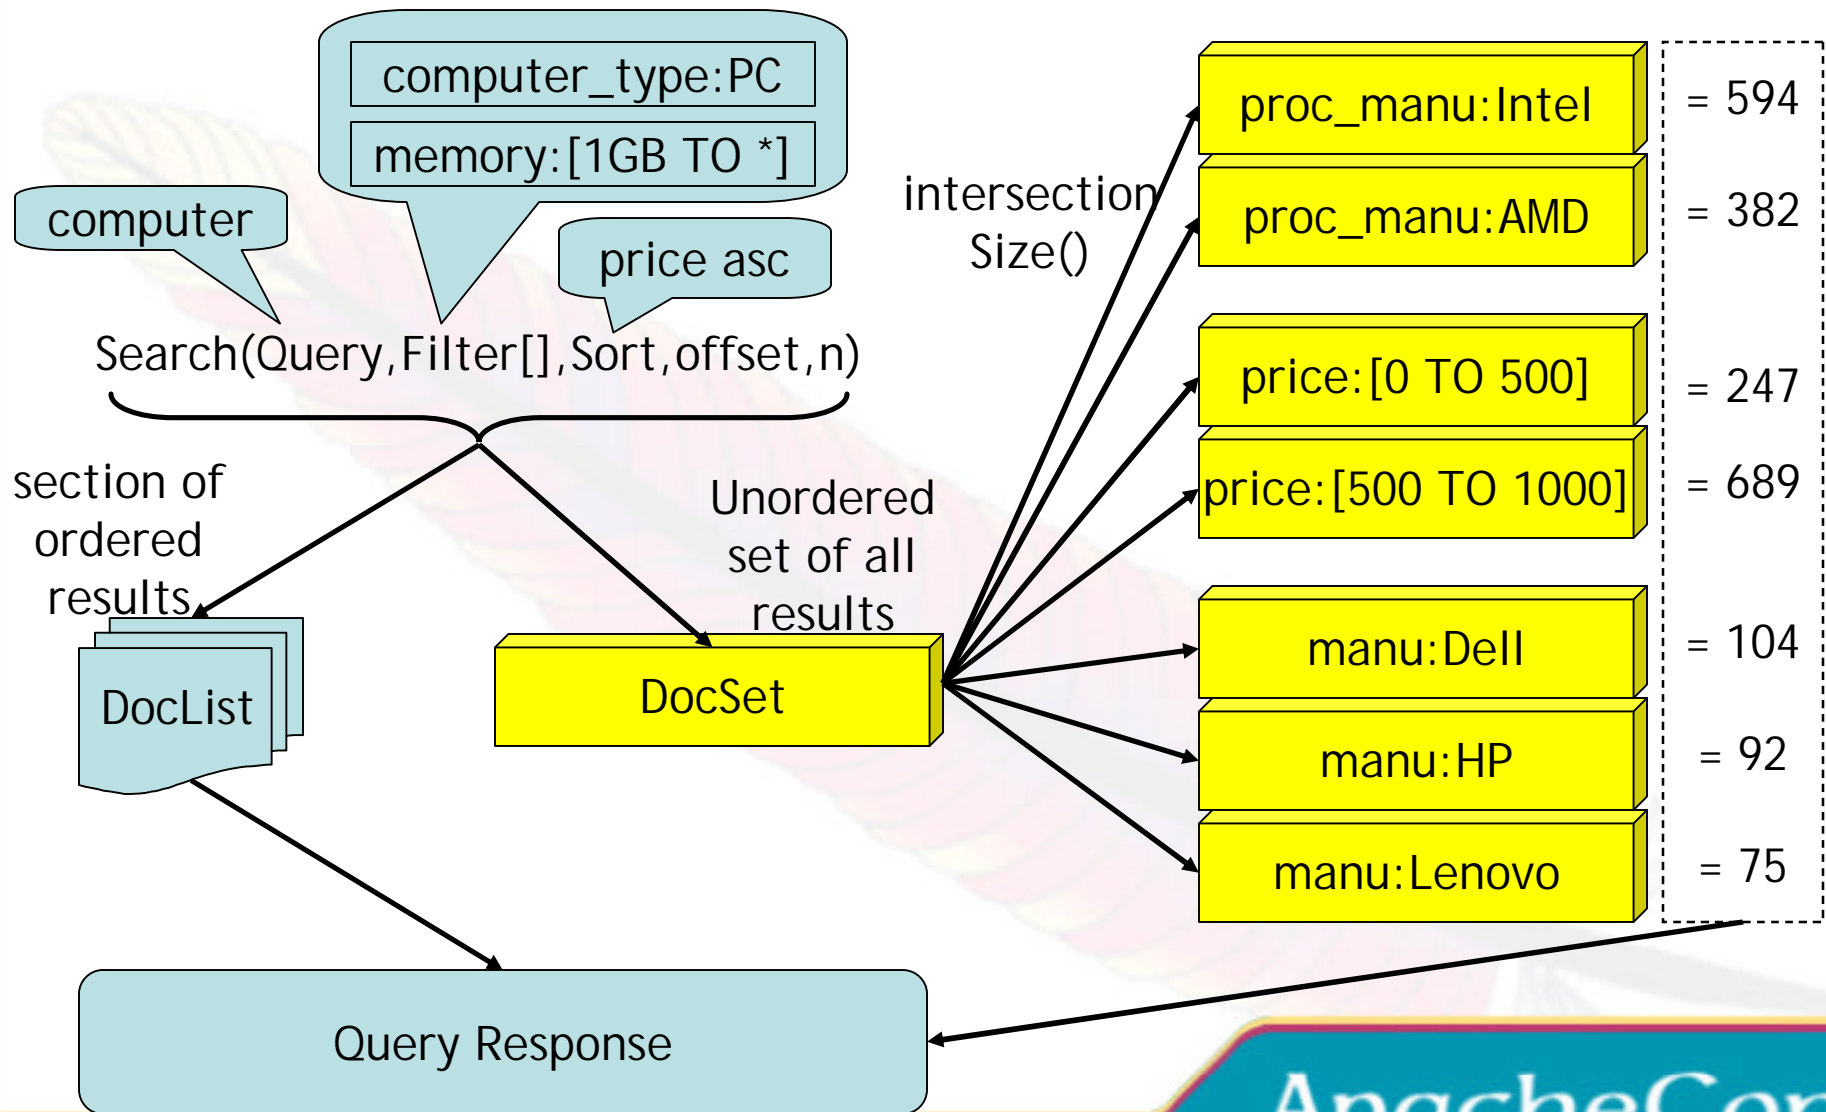 computer_type:PC
memory:[1GB TO *]
computer
price asc
Search(Query,Filter[],Sort,offset,n)
section of
ordered
results
Unordered
set of all
results
DocList
DocSet
intersection
Size()
proc_manu:Intel
= 594
proc_manu:AMD
= 382
price:[0 TO 500]
= 247
price:[500 TO 1000]
= 689
manu:Dell
= 104
manu:HP
= 92
manu:Lenovo
= 75
Query Response
ApacheCon